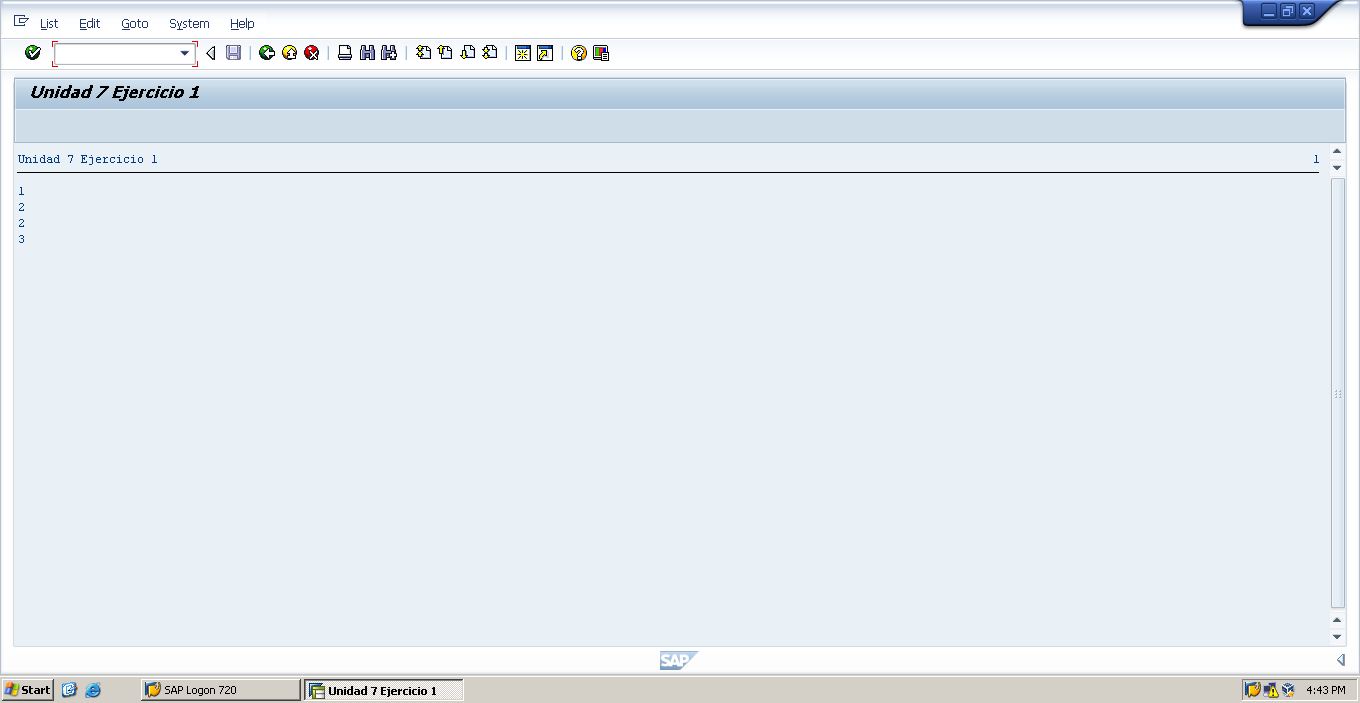 List Edit Goto System Help
Unidad 7 Ejercicio 1
Unidad 7 Ejercicio 1 1
1
2
2
3
SAP
Start SAP Logon 720 Unidad 7 Ejercicio 1 4:43 PM